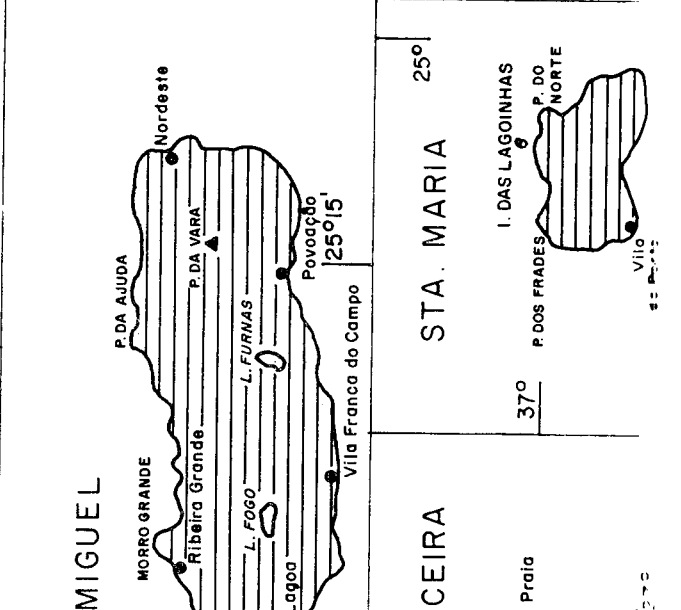 MIGUEL
MORRO GRANDE
Ribeira Grande
L. FOGO
P. DA AJUDA
P. DA VARA
L. FURNAS
Nordeste
Povoação
25°15'
Vila Franca do Campo
STA. MARIA
25°
I. DAS LAGOINHAS
P. DO
NORTE
P. DOS FRADES
Vila
37°
CEIRA
Praia